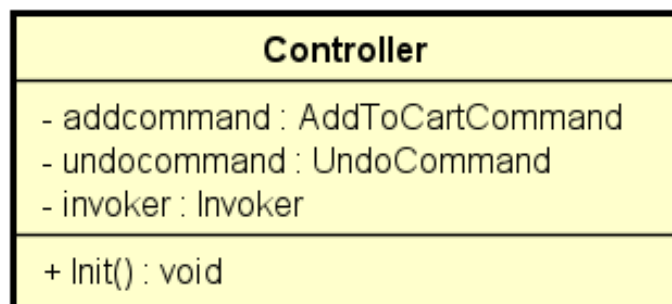 Controller
- addcommand : AddToCartCommand
- undocommand : UndoCommand
- invoker : Invoker
+ Init() : void